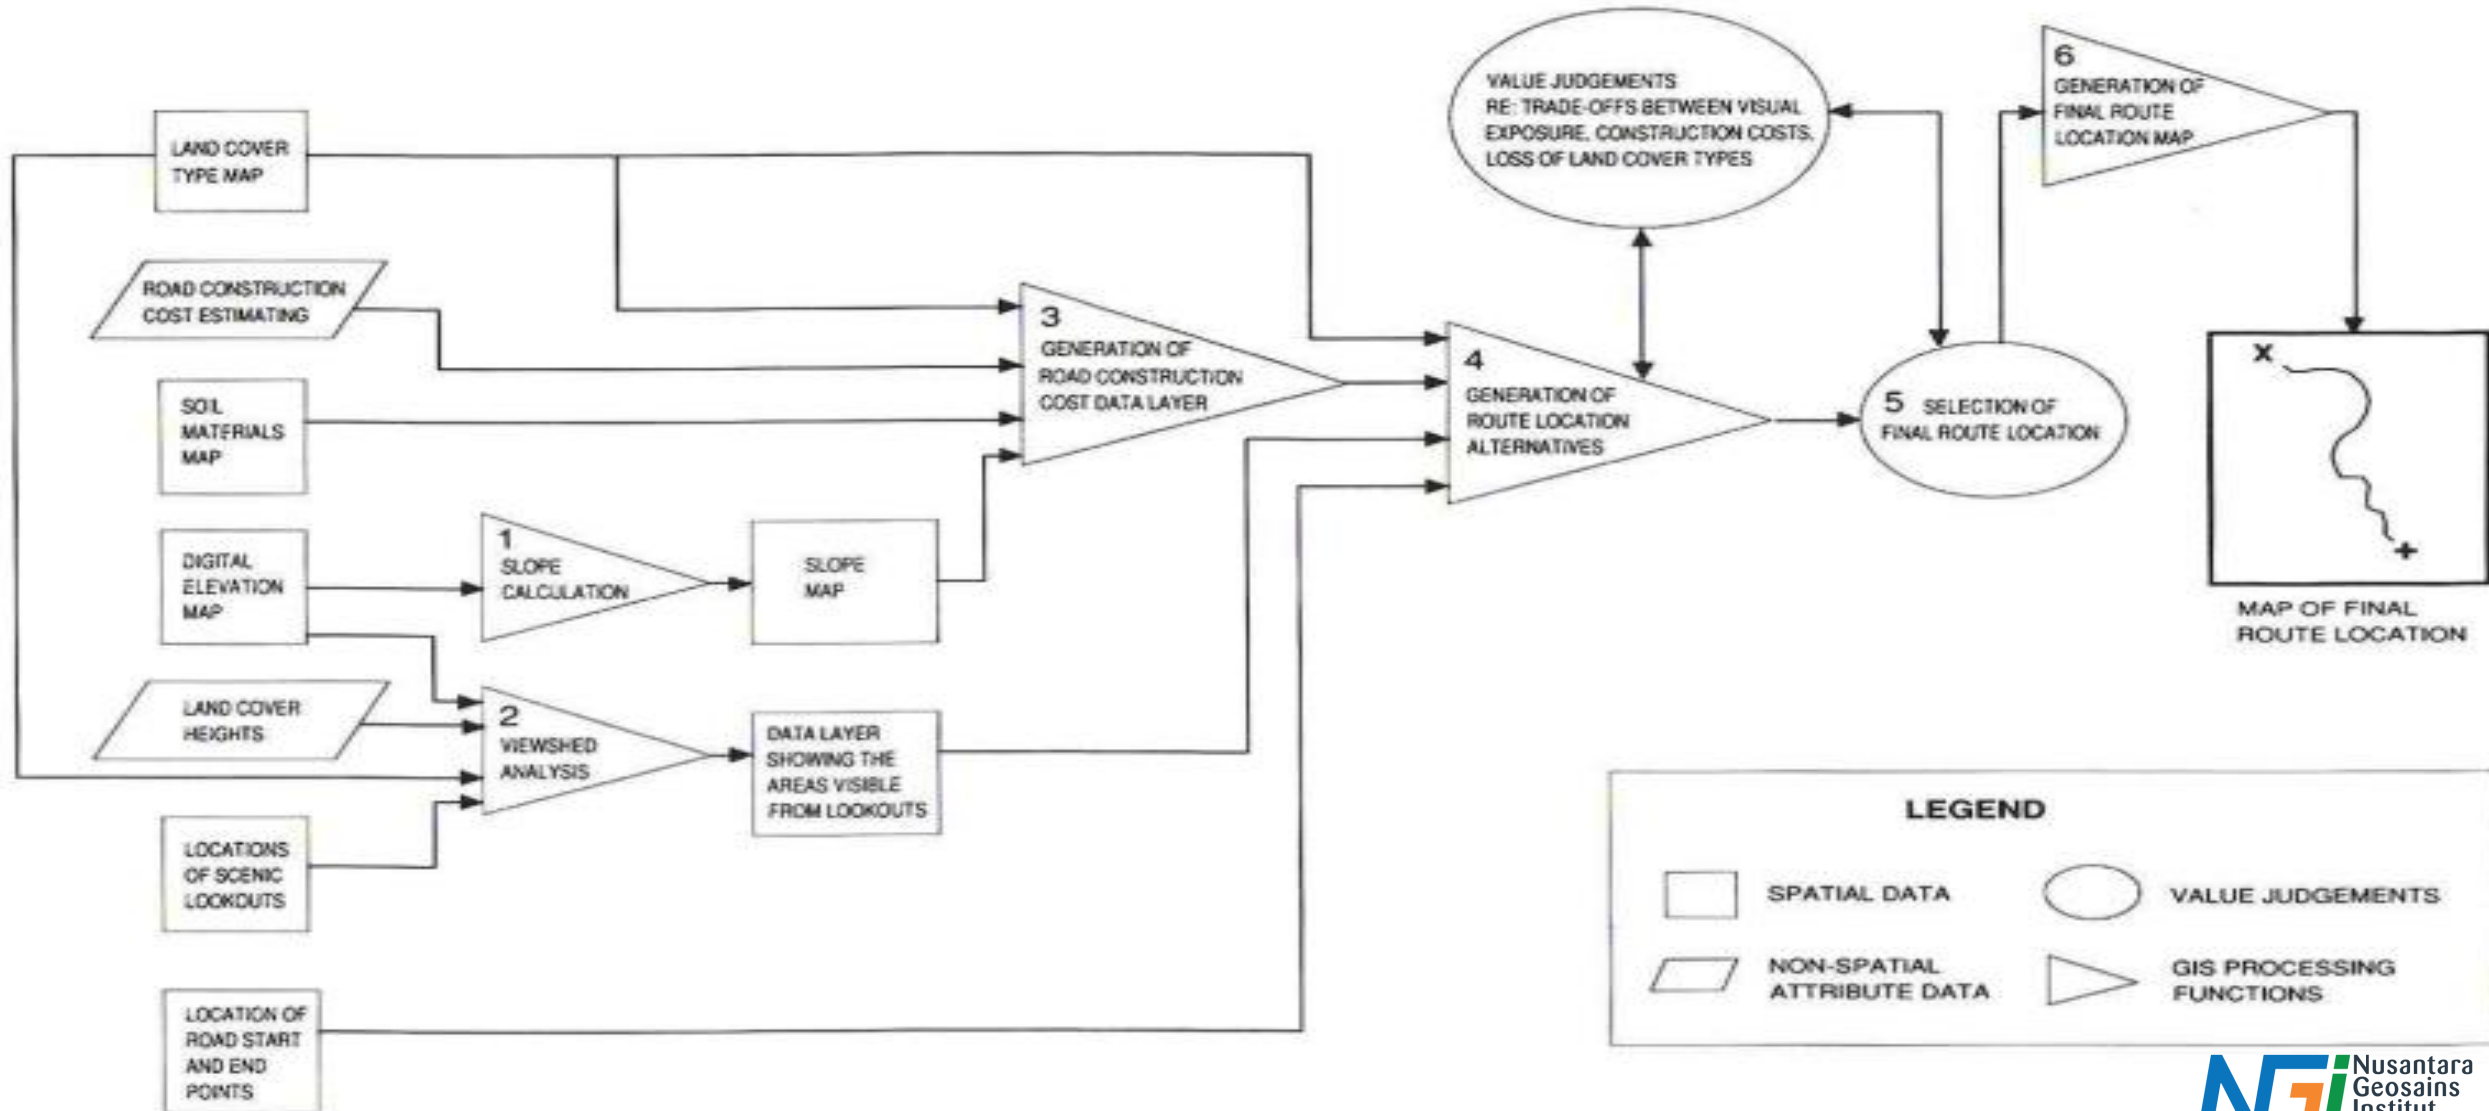 LAND COVER
TYPE MAP
ROAD CONSTRUCTION
COST ESTIMATING
SOIL
MATERIALS
MAP
DIGITAL
ELEVATION
MAP
LAND COVER
HEIGHTS
LOCATIONS
OF SCENIC
LOOKOUTS
LOCATION OF
ROAD START
AND END
POINTS
1
SLOPE
CALCULATION
2
VIEWSHED
ANALYSIS
SLOPE
MAP
DATA LAYER
SHOWING THE
AREAS VISIBLE
FROM LOOKOUTS
3
GENERATION OF
ROAD CONSTRUCTION
COST DATA LAYER
VALUE JUDGEMENTS
RE: TRADE-OFFS BETWEEN VISUAL
EXPOSURE, CONSTRUCTION COSTS,
LOSS OF LAND COVER TYPES
4
GENERATION OF
ROUTE LOCATION
ALTERNATIVES
5 SELECTION OF
FINAL ROUTE LOCATION
6
GENERATION OF
FINAL ROUTE
LOCATION MAP
X
+
MAP OF FINAL
ROUTE LOCATION
LEGEND
SPATIAL DATA
VALUE JUDGEMENTS
NON-SPATIAL
ATTRIBUTE DATA
GIS PROCESSING
FUNCTIONS
NGi
Nusantara
Geosains
Institut